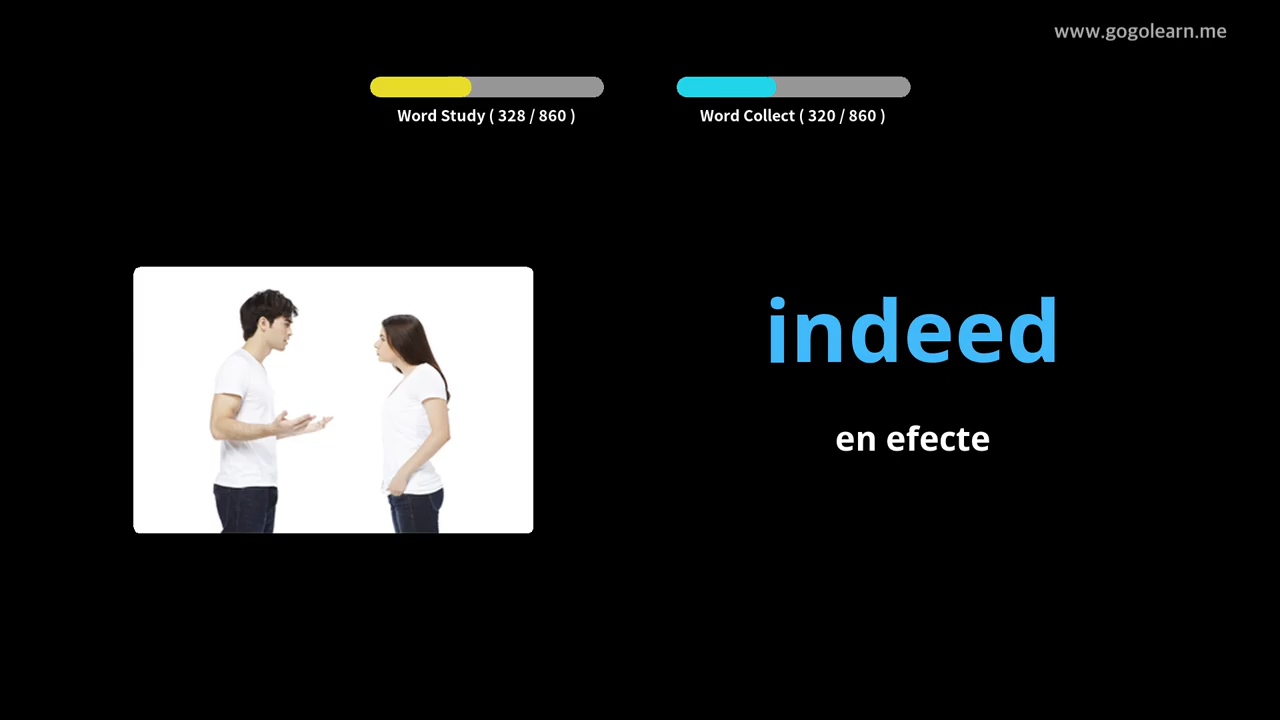 www.gogolearn.me
Word Study ( 328 / 860 )
Word Collect ( 320 / 860 )
indeed
en efecte